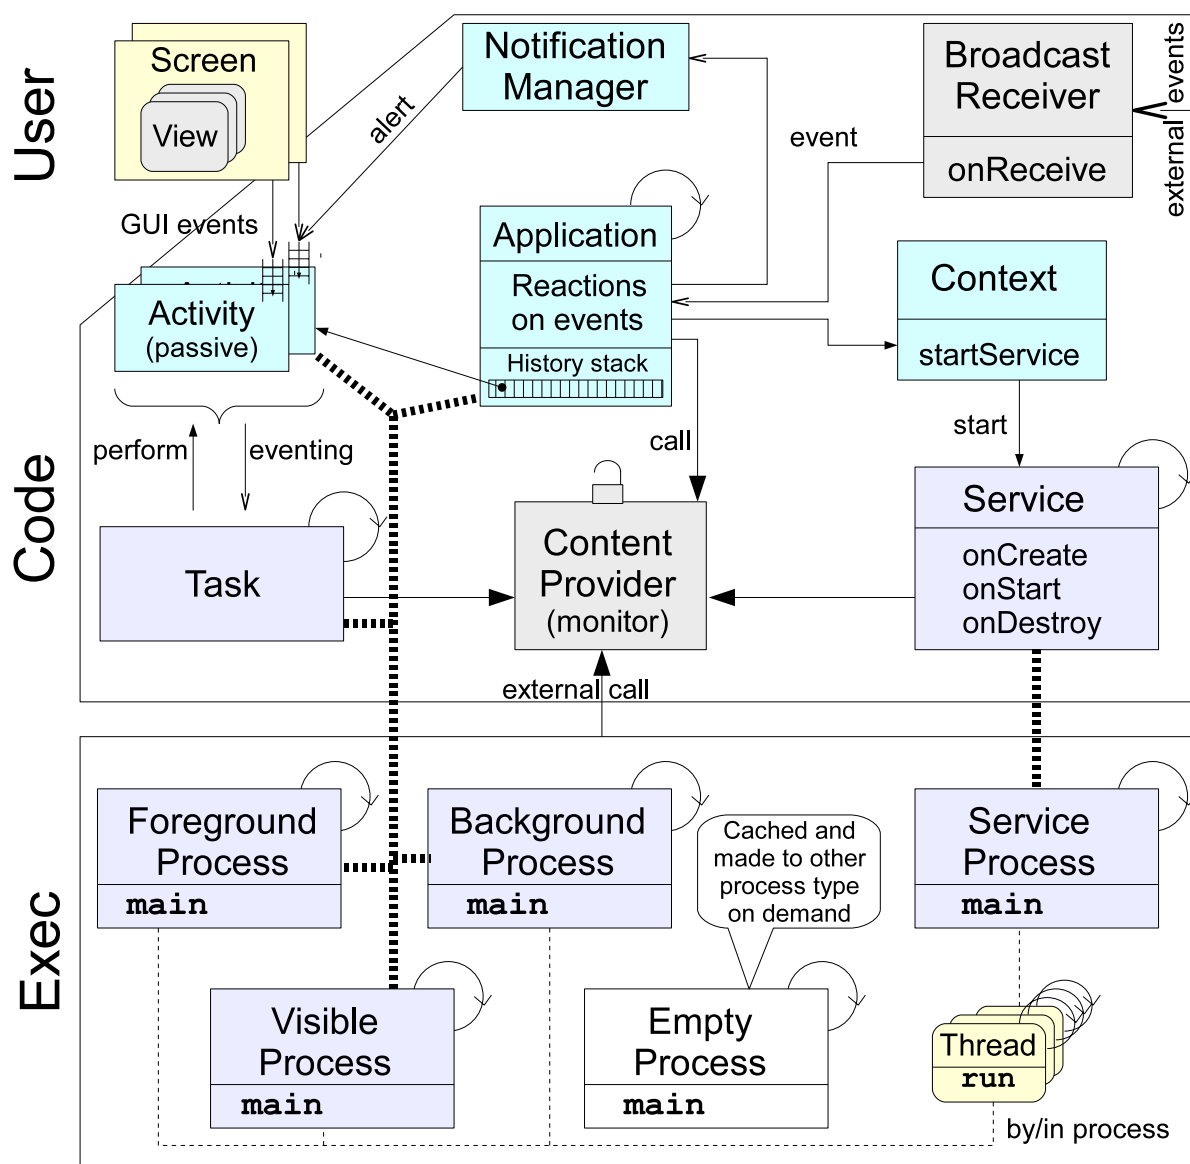 User
Code
Exec
Screen
View
Notification
Manager
Broadcast
Receiver
onReceive
external events
alert
event
GUI events
Application
Reactions
on events
History stack
Context
startService
Activity
(passive)
perform
eventing
call
start
Task
Content
Provider
(monitor)
Service
onCreate
onStart
onDestroy
external call
Foreground
Process
main
Background
Process
main
Cached and
made to other
process type
on demand
Service
Process
main
Visible
Process
main
Empty
Process
main
Thread
run
by/in process